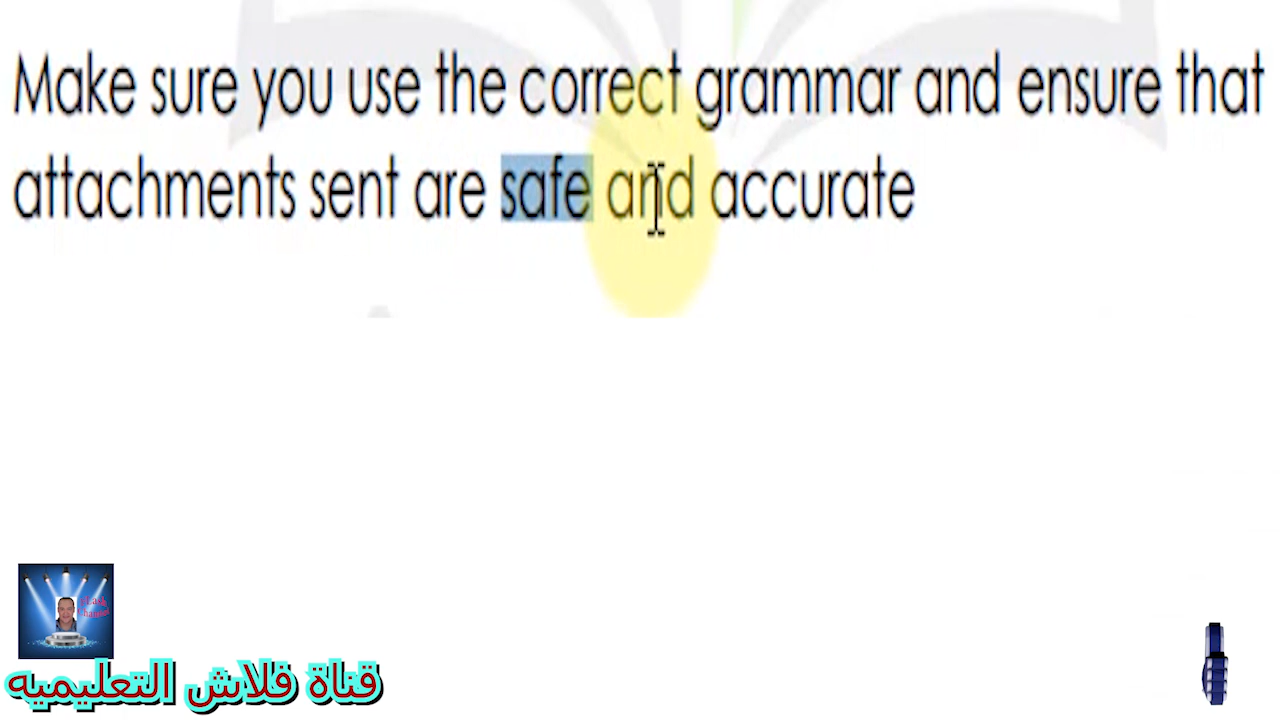 Make sure you use the correct grammar and ensure that
attachments sent are safe and accurate
قناة فلاش التعليميه